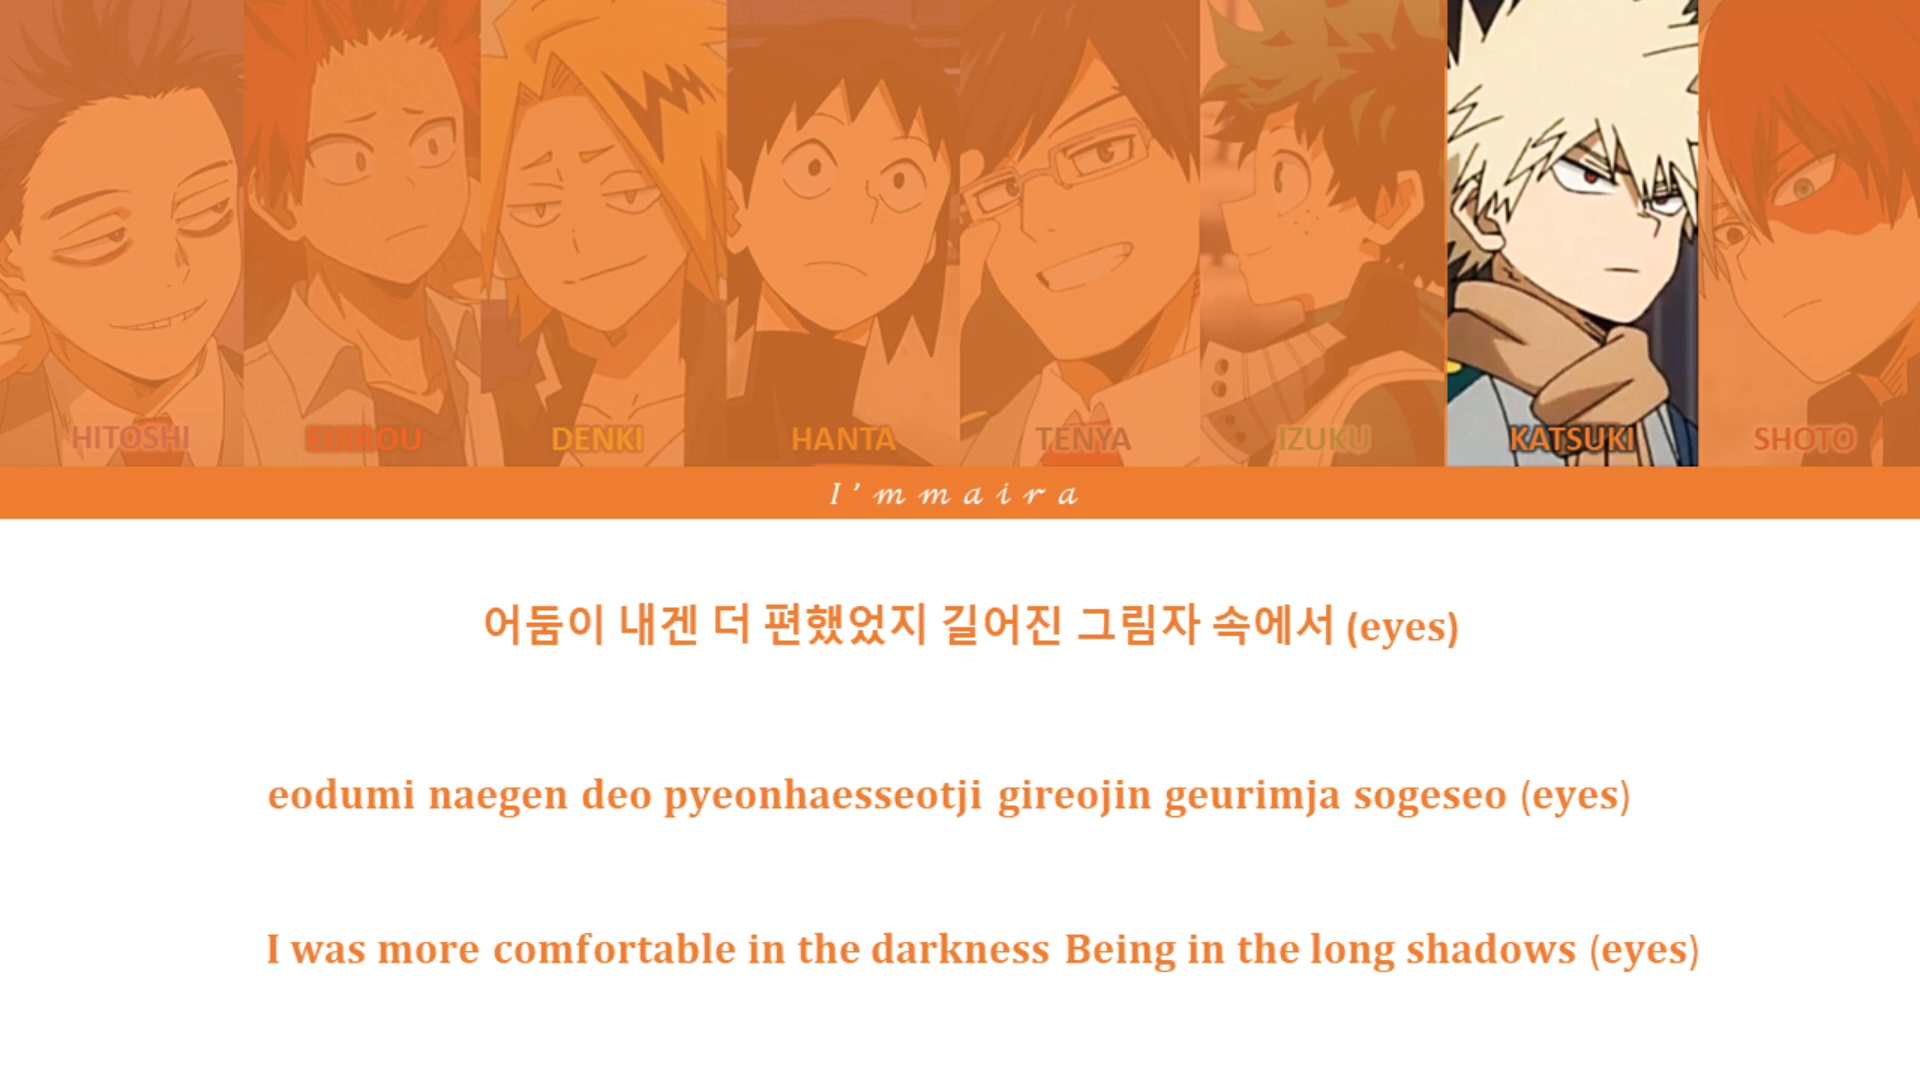 HITOSHI EIJIROU DENKI HANTA TENYA IZUKU KATSUKI SHOTO
I'mmaira
어둠이 내겐 더 편했었지 길어진 그림자 속에서 (eyes)
eodumi naegen deo pyeonhaesseotji gireojin geurimja sogeseo (eyes)
I was more comfortable in the darkness Being in the long shadows (eyes)